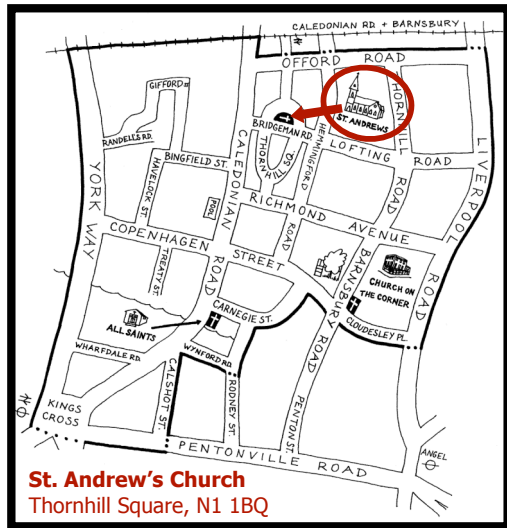 CALEDONIAN RD. + BARNSBURY
OFFORD ROAD
GIFFORD
ST. ANDREWS
THORNHILL ROAD
BRIDGEMAN RD.
HEMMINGFORD ROAD
LOFTING ROAD
RANDELLS RD.
BINGFIELD ST.
THORNHILL SQ.
CALEDONIAN ROAD
LIVERPOOL ROAD
YORK WAY
HAVELOCK ST.
POOL
RICHMOND AVENUE
COPENHAGEN STREET
TREATY ST.
BARNSBURY ROAD
CHURCH ON
THE CORNER
CARNEGIE ST.
CLOUDESLEY PL.
ALL SAINTS
WHARFDALE RD.
WYNFORD RD.
CALSHOT ST.
RODNEY ST.
PENTON ST.
KINGS
CROSS
PENTONVILLE ROAD
ANGEL
St. Andrew's Church
Thornhill Square, N1 1BQ